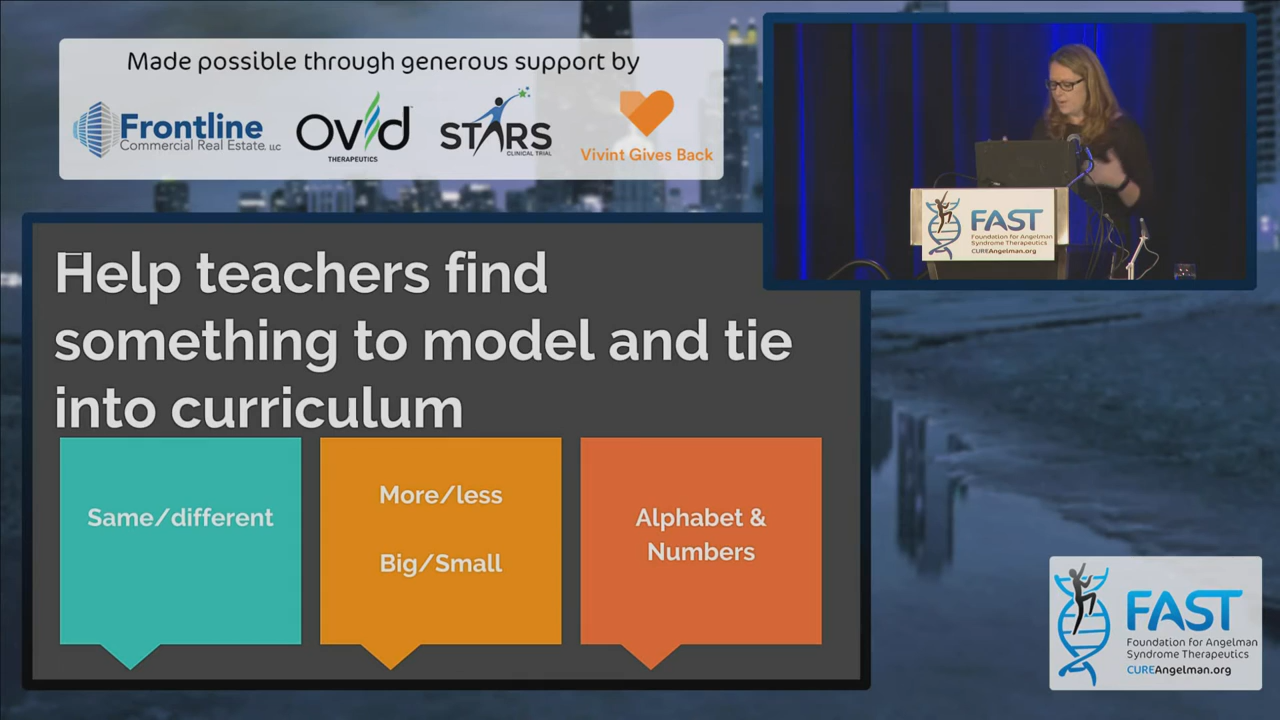 Made possible through generous support by
Frontline
Commercial Real Estate, LLC
Ovid
THERAPEUTICS
STARS
CLINICAL TRIAL
Vivint Gives Back
FAST
Foundation for Angelman
Syndrome Therapeutics
CUREAngelman.org
Help teachers find
something to model and tie
into curriculum
Same/different
More/less
Big/Small
Alphabet &
Numbers
FAST
Foundation for Angelman
Syndrome Therapeutics
CUREAngelman.org